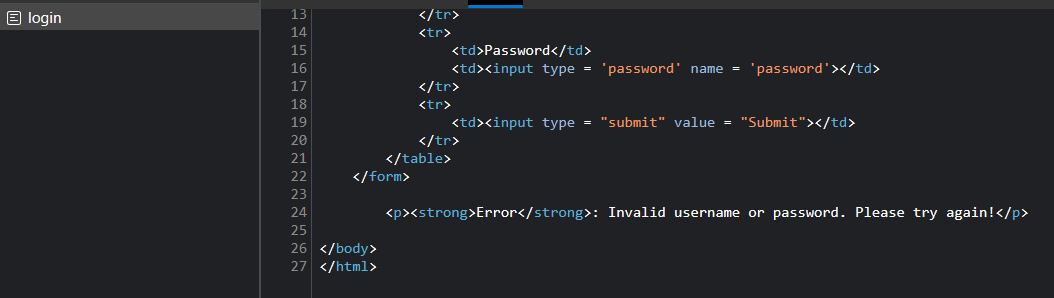 login
13 </tr>
14 <tr>
15 <td>Password</td>
16 <td><input type = 'password' name = 'password'></td>
17 </tr>
18 <tr>
19 <td><input type = "submit" value = "Submit"></td>
20 </tr>
21 </table>
22 </form>
23
24 <p><strong>Error</strong>: Invalid username or password. Please try again!</p>
25
26 </body>
27 </html>